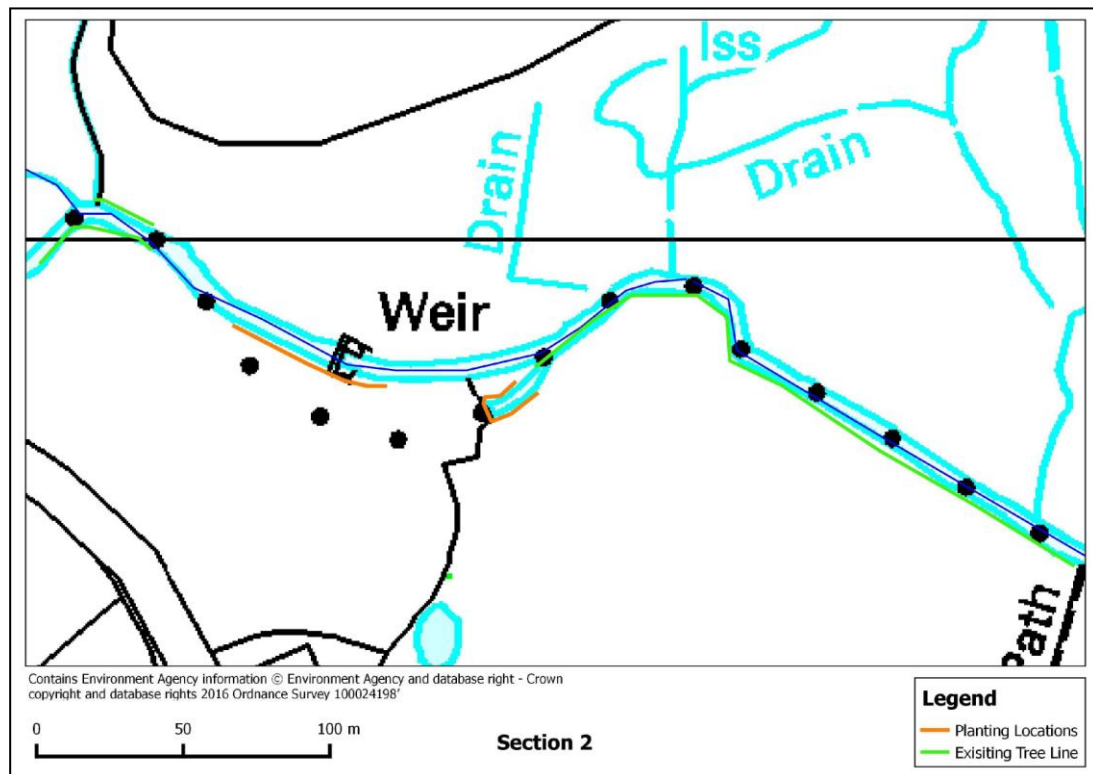 Iss
Drain
Drain
Weir
Path
Contains Environment Agency information © Environment Agency and database right - Crown
copyright and database rights 2016 Ordnance Survey 100024198'
0 50 100 m
Section 2
Legend
Planting Locations
Exisiting Tree Line